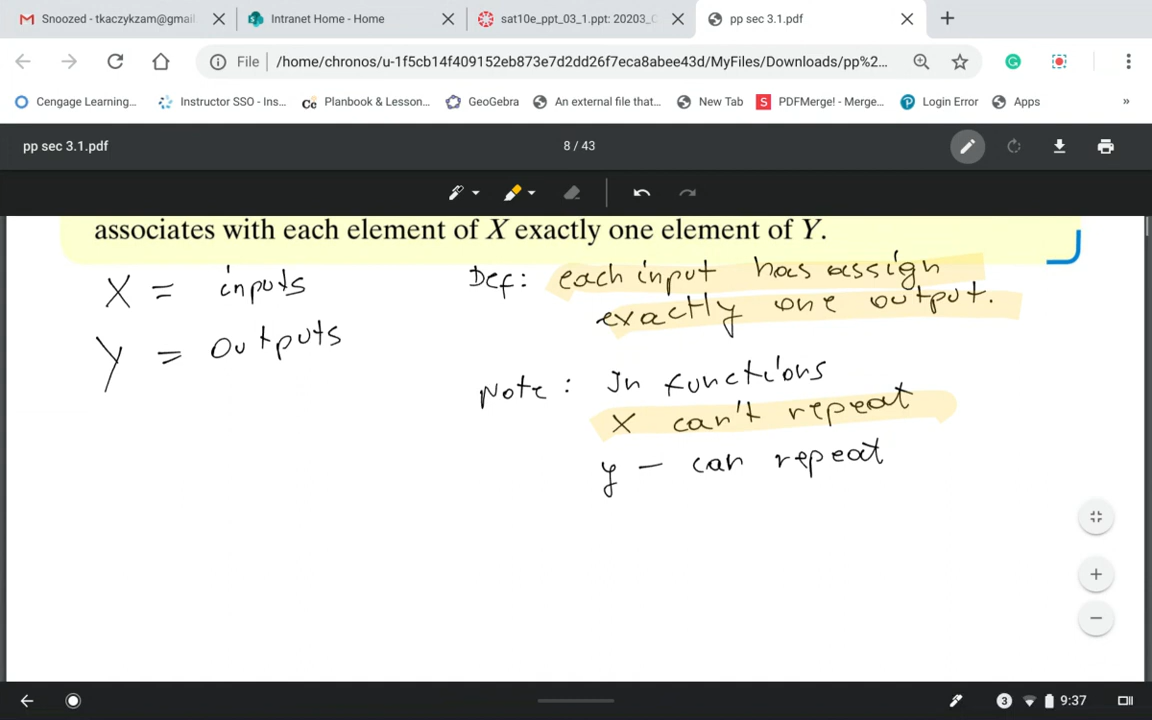 Snoozed - tkaczykzam@gmail
Intranet Home - Home
sat10e_ppt_03_1.ppt: 20203_
pp sec 3.1.pdf
File | /home/chronos/u-1f5cb14f409152eb873e7d2dd26f7eca8abee43d/MyFiles/Downloads/pp%2...
Cengage Learning...
Instructor SSO - Ins...
Planbook & Lesson...
GeoGebra
An external file that...
New Tab
PDFMerge! - Merge...
Login Error
Apps
»
pp sec 3.1.pdf
8 / 43
associates with each element of X exactly one element of Y.
X = inputs
Y = outputs
Def: each input has assign
exactly one output.
Note: In functions
X can't repeat
y - can repeat
3
9:37